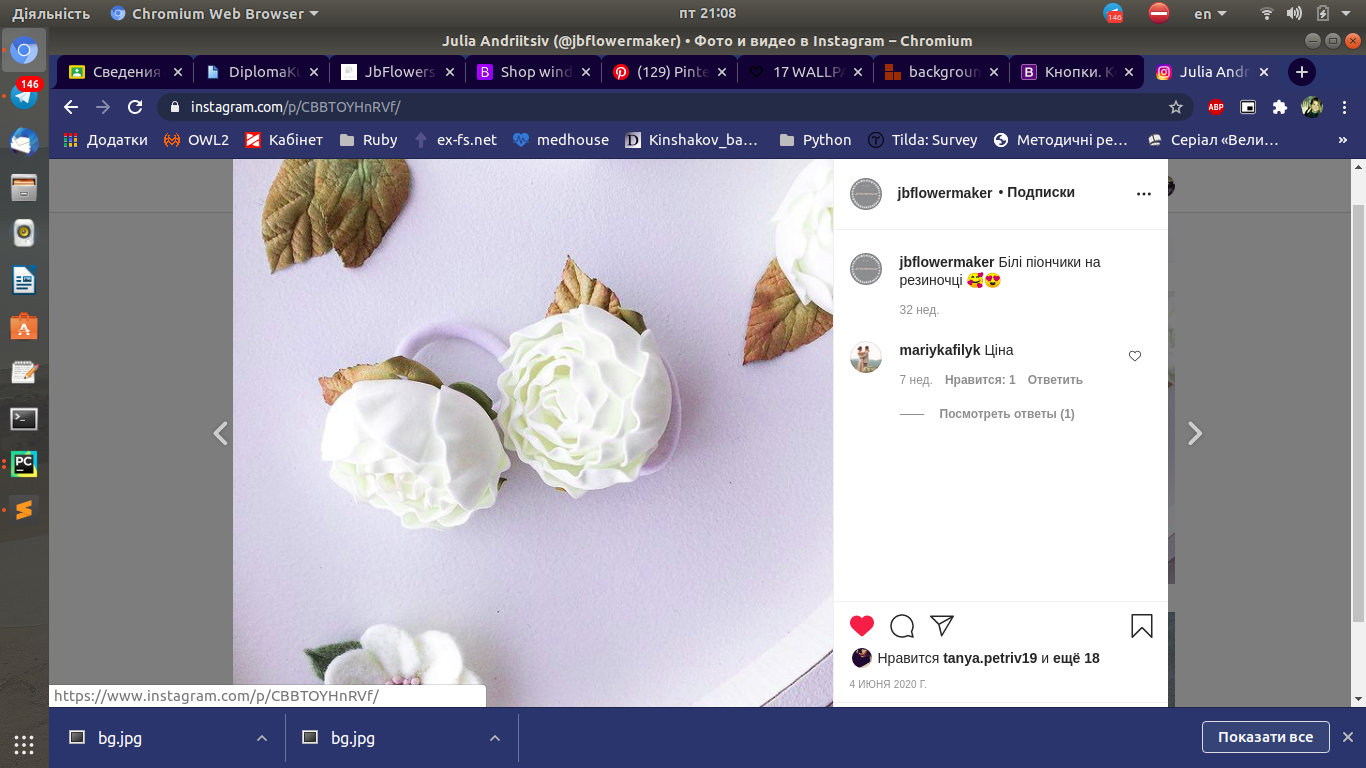 Діяльність
Chromium Web Browser
пт 21:08
146
en
Julia Andriitsiv (@jbflowermaker) • Фото и видео в Instagram – Chromium
Сведения
DiplomaKu
JbFlowers
Shop wind
(129) Pinte
17 WALLPA
backgroun
Кнопки. К
Julia Andr
instagram.com/p/CBBTOYHnRVf/
ABP
Додатки
OWL2
Кабінет
Ruby
ex-fs.net
medhouse
Kinshakov_ba…
Python
Tilda: Survey
Методичні ре…
Серіал «Вели…
»
146
jbflowermaker • Подписки
jbflowermaker Білі піончики на
резиночці 🥰😍
32 нед.
mariykafilyk Ціна
7 нед. Нравится: 1 Ответить
Посмотреть ответы (1)
Нравится tanya.petriv19 и ещё 18
4 ИЮНЯ 2020 Г.
https://www.instagram.com/p/CBBTOYHnRVf/
bg.jpg
bg.jpg
Показати все